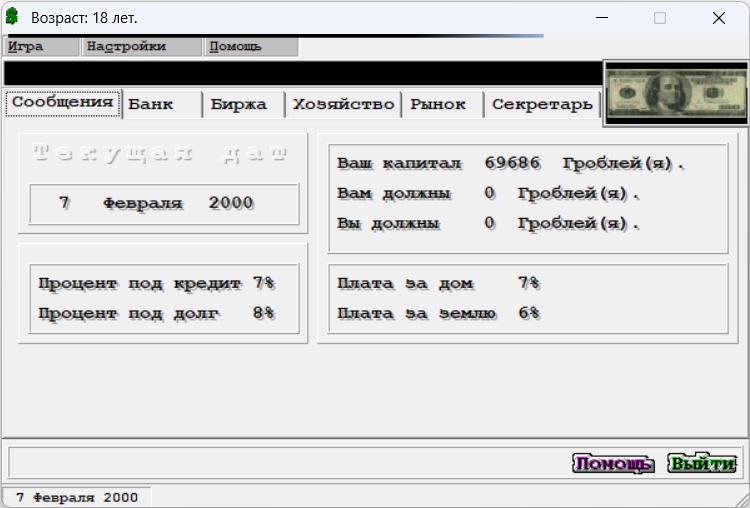 Возраст: 18 лет.
Игра Настройки Помощь
Сообщения Банк Биржа Хозяйство Рынок Секретарь
Текущая дат
7 Февраля 2000
Ваш капитал 69686 Гроблей(я).
Вам должны 0 Гроблей(я).
Вы должны 0 Гроблей(я).
Процент под кредит 7%
Процент под долг 8%
Плата за дом 7%
Плата за землю 6%
Помощь Выйти
7 Февраля 2000